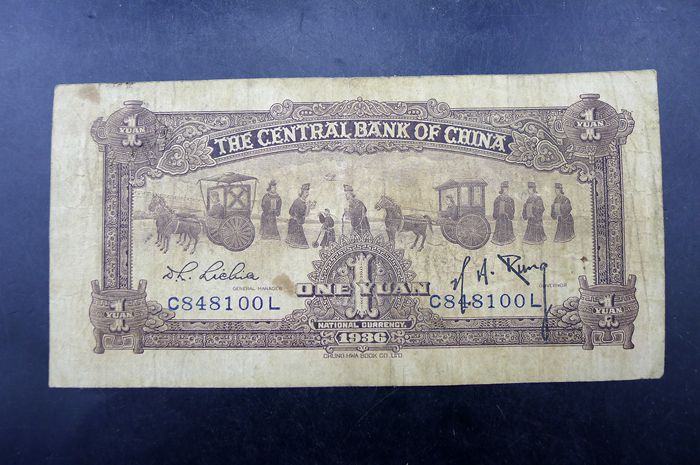 1
YUAN
1
YUAN
THE CENTRAL BANK OF CHINA
GENERAL MANAGER
GOVERNOR
C848100L
C848100L
1
ONE YUAN
1
YUAN
1
YUAN
NATIONAL CURRENCY
1936
CHUNG HWA BOOK CO., LTD.